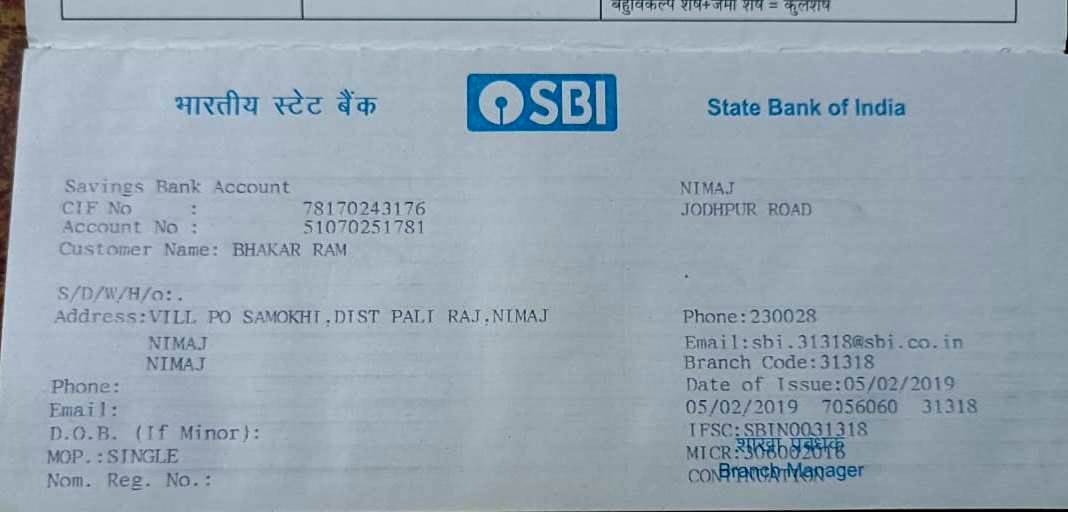 बहुविकल्प शेष+जमा शेष = कुलशेष
भारतीय स्टेट बैंक SBI State Bank of India
Savings Bank Account NIMAJ
CIF No : 78170243176 JODHPUR ROAD
Account No : 51070251781
Customer Name: BHAKAR RAM
S/D/W/H/o:.
Address:VILL PO SAMOKHI,DIST PALI RAJ,NIMAJ Phone:230028
NIMAJ Email:sbi.31318@sbi.co.in
NIMAJ Branch Code:31318
Phone: Date of Issue:05/02/2019
Email: 05/02/2019 7056060 31318
D.O.B. (If Minor): IFSC:SBIN0031318
शाखा प्रबंधक
MOP.:SINGLE MICR:306002016
Nom. Reg. No.: Branch Manager